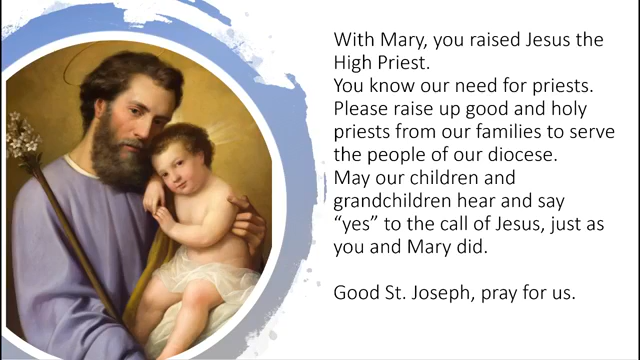 With Mary, you raised Jesus the
High Priest.
You know our need for priests.
Please raise up good and holy
priests from our families to serve
the people of our diocese.
May our children and
grandchildren hear and say
“yes” to the call of Jesus, just as
you and Mary did.
Good St. Joseph, pray for us.